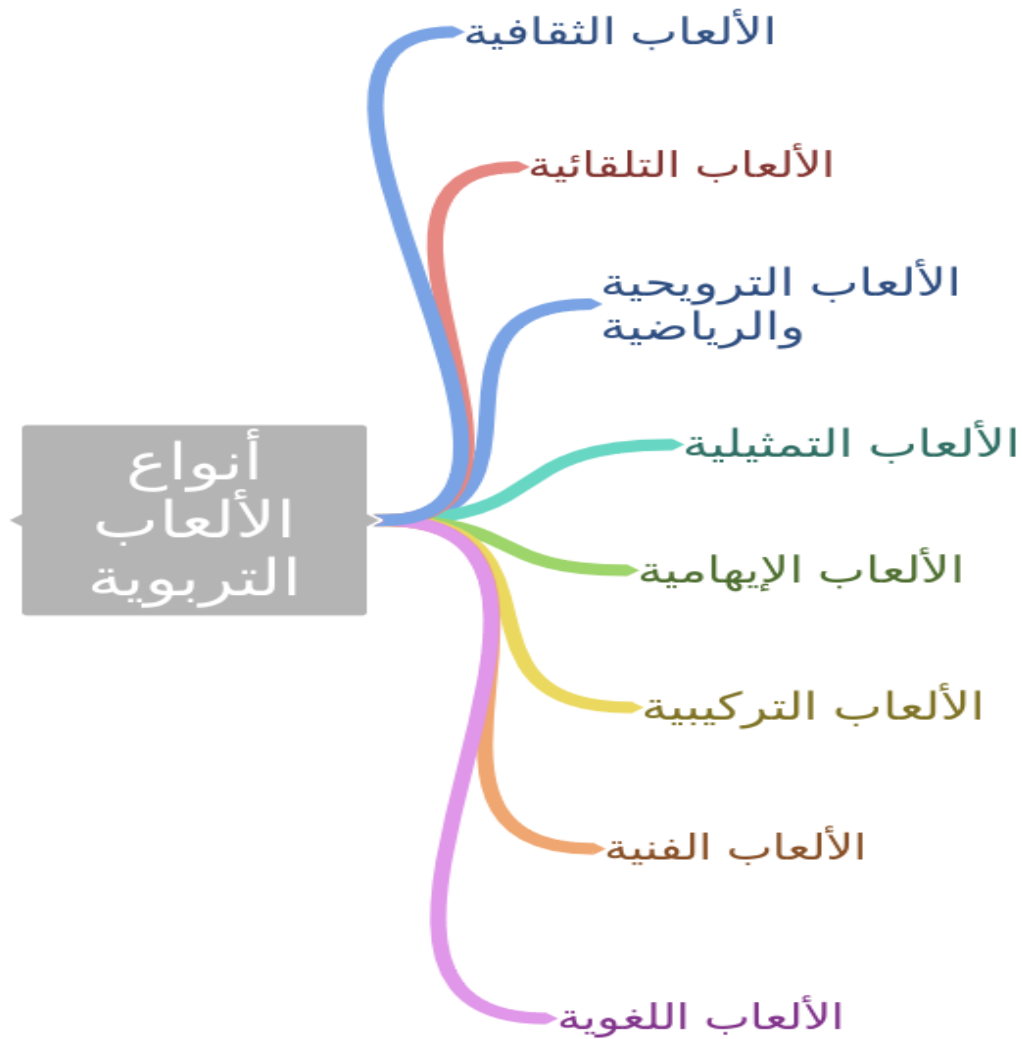 أنواع
الألعاب
التربوية
الألعاب الثقافية
الألعاب التلقائية
الألعاب الترويحية
والرياضية
الألعاب التمثيلية
الألعاب الإيهامية
الألعاب التركيبية
الألعاب الفنية
الألعاب اللغوية